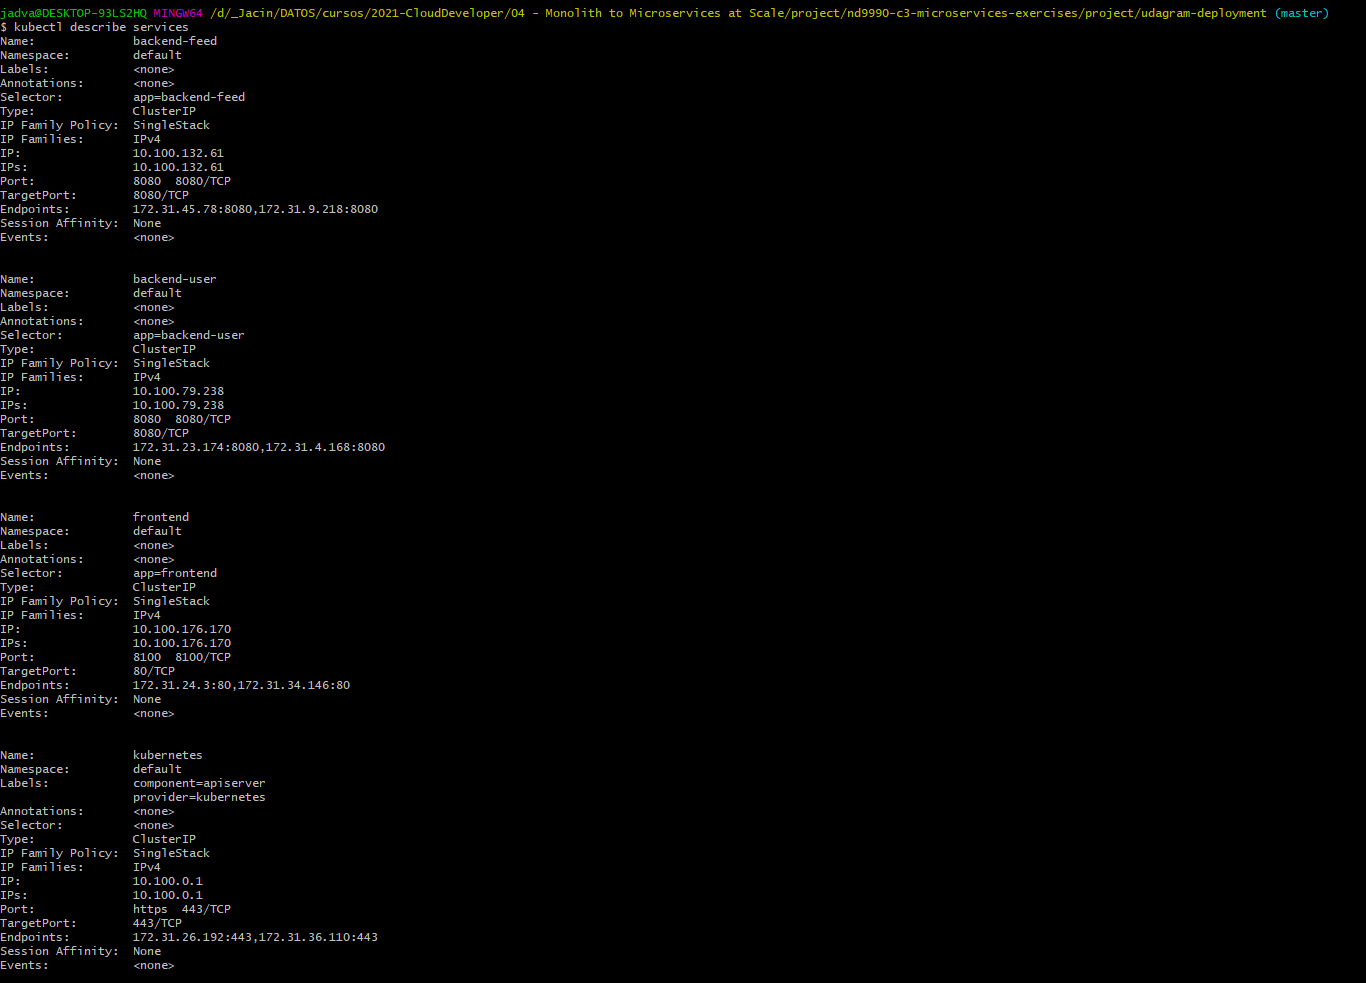 jadva@DESKTOP-93LS2HQ MINGW64 /d/_Jacin/DATOS/cursos/2021-CloudDeveloper/04 - Monolith to Microservices at Scale/project/nd9990-c3-microservices-exercises/project/udagram-deployment (master)
$ kubectl describe services
Name:              backend-feed
Namespace:         default
Labels:            <none>
Annotations:       <none>
Selector:          app=backend-feed
Type:              ClusterIP
IP Family Policy:  SingleStack
IP Families:       IPv4
IP:                10.100.132.61
IPs:               10.100.132.61
Port:              8080  8080/TCP
TargetPort:        8080/TCP
Endpoints:         172.31.45.78:8080,172.31.9.218:8080
Session Affinity:  None
Events:            <none>
Name:              backend-user
Namespace:         default
Labels:            <none>
Annotations:       <none>
Selector:          app=backend-user
Type:              ClusterIP
IP Family Policy:  SingleStack
IP Families:       IPv4
IP:                10.100.79.238
IPs:               10.100.79.238
Port:              8080  8080/TCP
TargetPort:        8080/TCP
Endpoints:         172.31.23.174:8080,172.31.4.168:8080
Session Affinity:  None
Events:            <none>
Name:              frontend
Namespace:         default
Labels:            <none>
Annotations:       <none>
Selector:          app=frontend
Type:              ClusterIP
IP Family Policy:  SingleStack
IP Families:       IPv4
IP:                10.100.176.170
IPs:               10.100.176.170
Port:              8100  8100/TCP
TargetPort:        80/TCP
Endpoints:         172.31.24.3:80,172.31.34.146:80
Session Affinity:  None
Events:            <none>
Name:              kubernetes
Namespace:         default
Labels:            component=apiserver
                   provider=kubernetes
Annotations:       <none>
Selector:          <none>
Type:              ClusterIP
IP Family Policy:  SingleStack
IP Families:       IPv4
IP:                10.100.0.1
IPs:               10.100.0.1
Port:              https  443/TCP
TargetPort:        443/TCP
Endpoints:         172.31.26.192:443,172.31.36.110:443
Session Affinity:  None
Events:            <none>